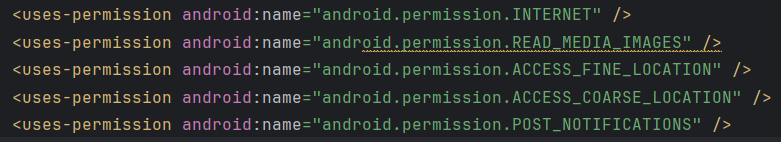 <uses-permission android:name="android.permission.INTERNET" />
<uses-permission android:name="android.permission.READ_MEDIA_IMAGES" />
<uses-permission android:name="android.permission.ACCESS_FINE_LOCATION" />
<uses-permission android:name="android.permission.ACCESS_COARSE_LOCATION" />
<uses-permission android:name="android.permission.POST_NOTIFICATIONS" />